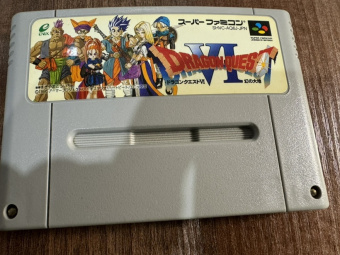 ENIX
スーパーファミコン
SHVC-AQ6J-JPN
DRAGON QUEST
VI
ドラゴンクエストVI
幻の大地